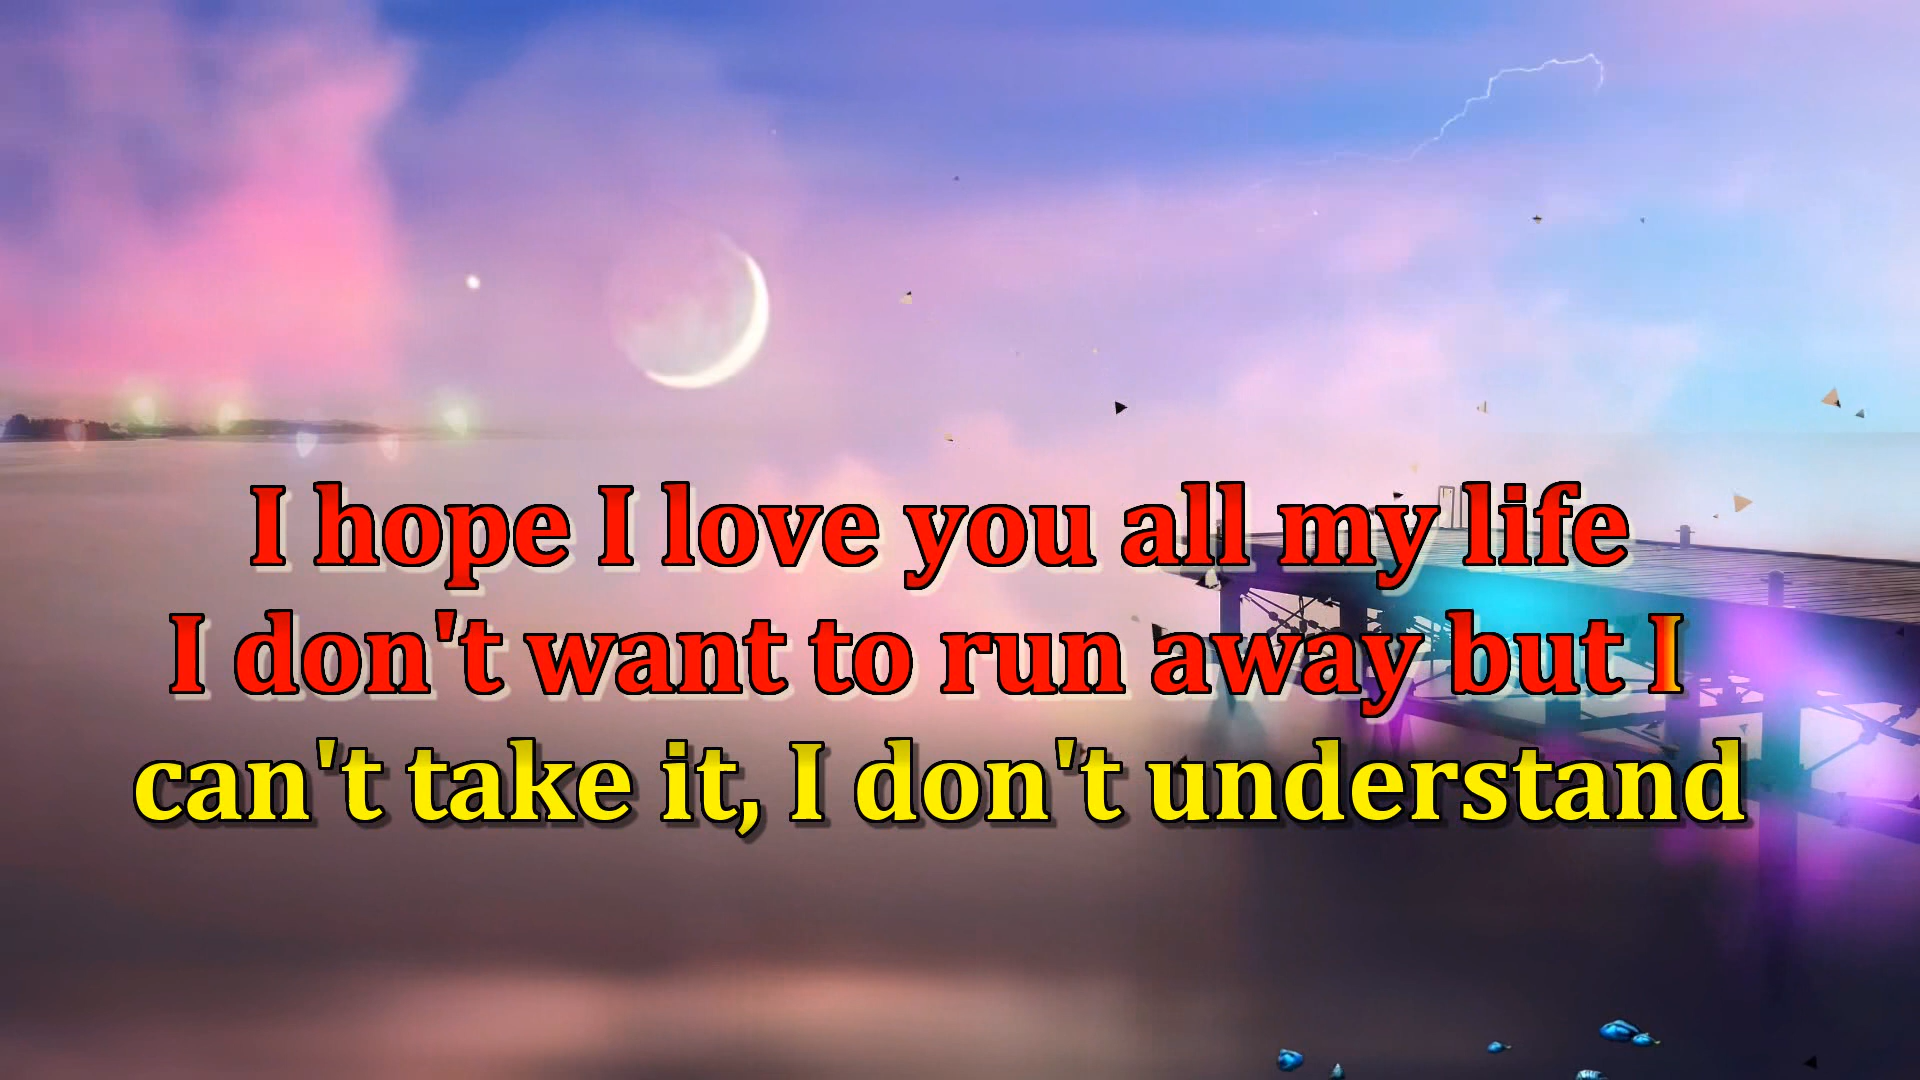 I hope I love you all my life
I don't want to run away but I
can't take it, I don't understand